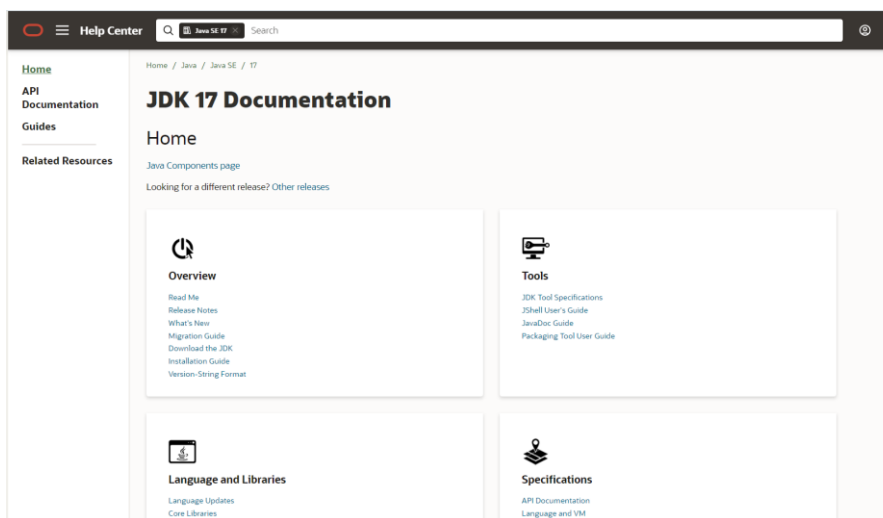 Help Center
Java SE 17 ×
Search
Home
API
Documentation
Guides
Related Resources
Home / Java / Java SE / 17
JDK 17 Documentation
Home
Java Components page
Looking for a different release? Other releases
Overview
Read Me
Release Notes
What's New
Migration Guide
Download the JDK
Installation Guide
Version-String Format
Tools
JDK Tool Specifications
JShell User's Guide
JavaDoc Guide
Packaging Tool User Guide
Language and Libraries
Language Updates
Core Libraries
Specifications
API Documentation
Language and VM